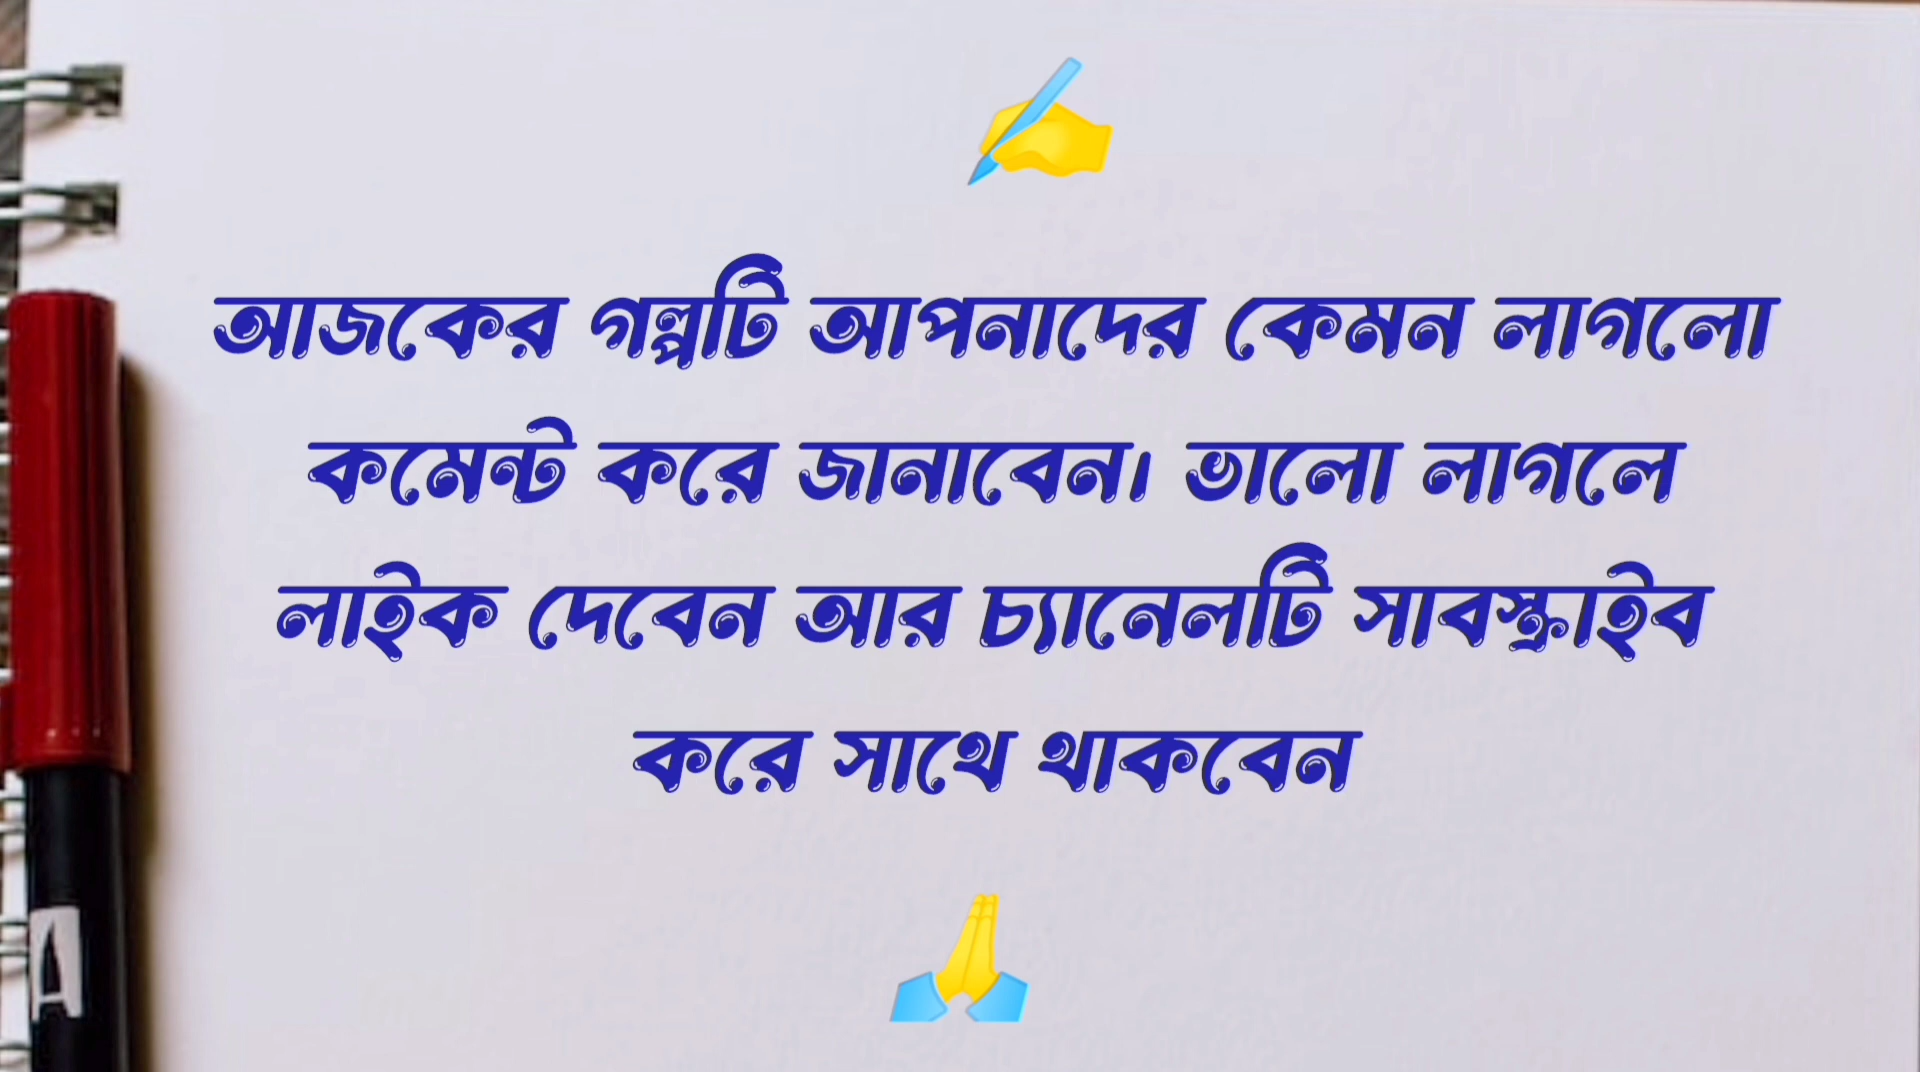 আজকের গল্পটি আপনাদের কেমন লাগলো
কমেন্ট করে জানাবেন। ভালো লাগলে
লাইক দেবেন আর চ্যানেলটি সাবস্ক্রাইব
করে সাথে থাকবেন
A